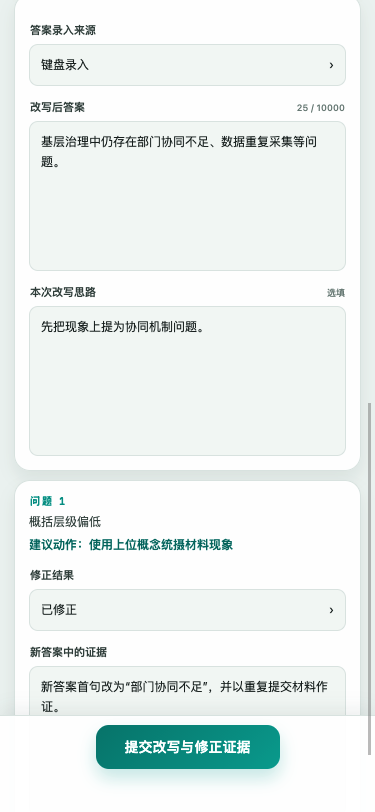 答案录入来源
键盘录入 ›
改写后答案 25 / 10000
基层治理中仍存在部门协同不足、数据重复采集等问
题。
本次改写思路 选填
先把现象上提为协同机制问题。
问题 1
概括层级偏低
建议动作：使用上位概念统摄材料现象
修正结果
已修正 ›
新答案中的证据
新答案首句改为“部门协同不足”，并以重复提交材料作
证。
提交改写与修正证据